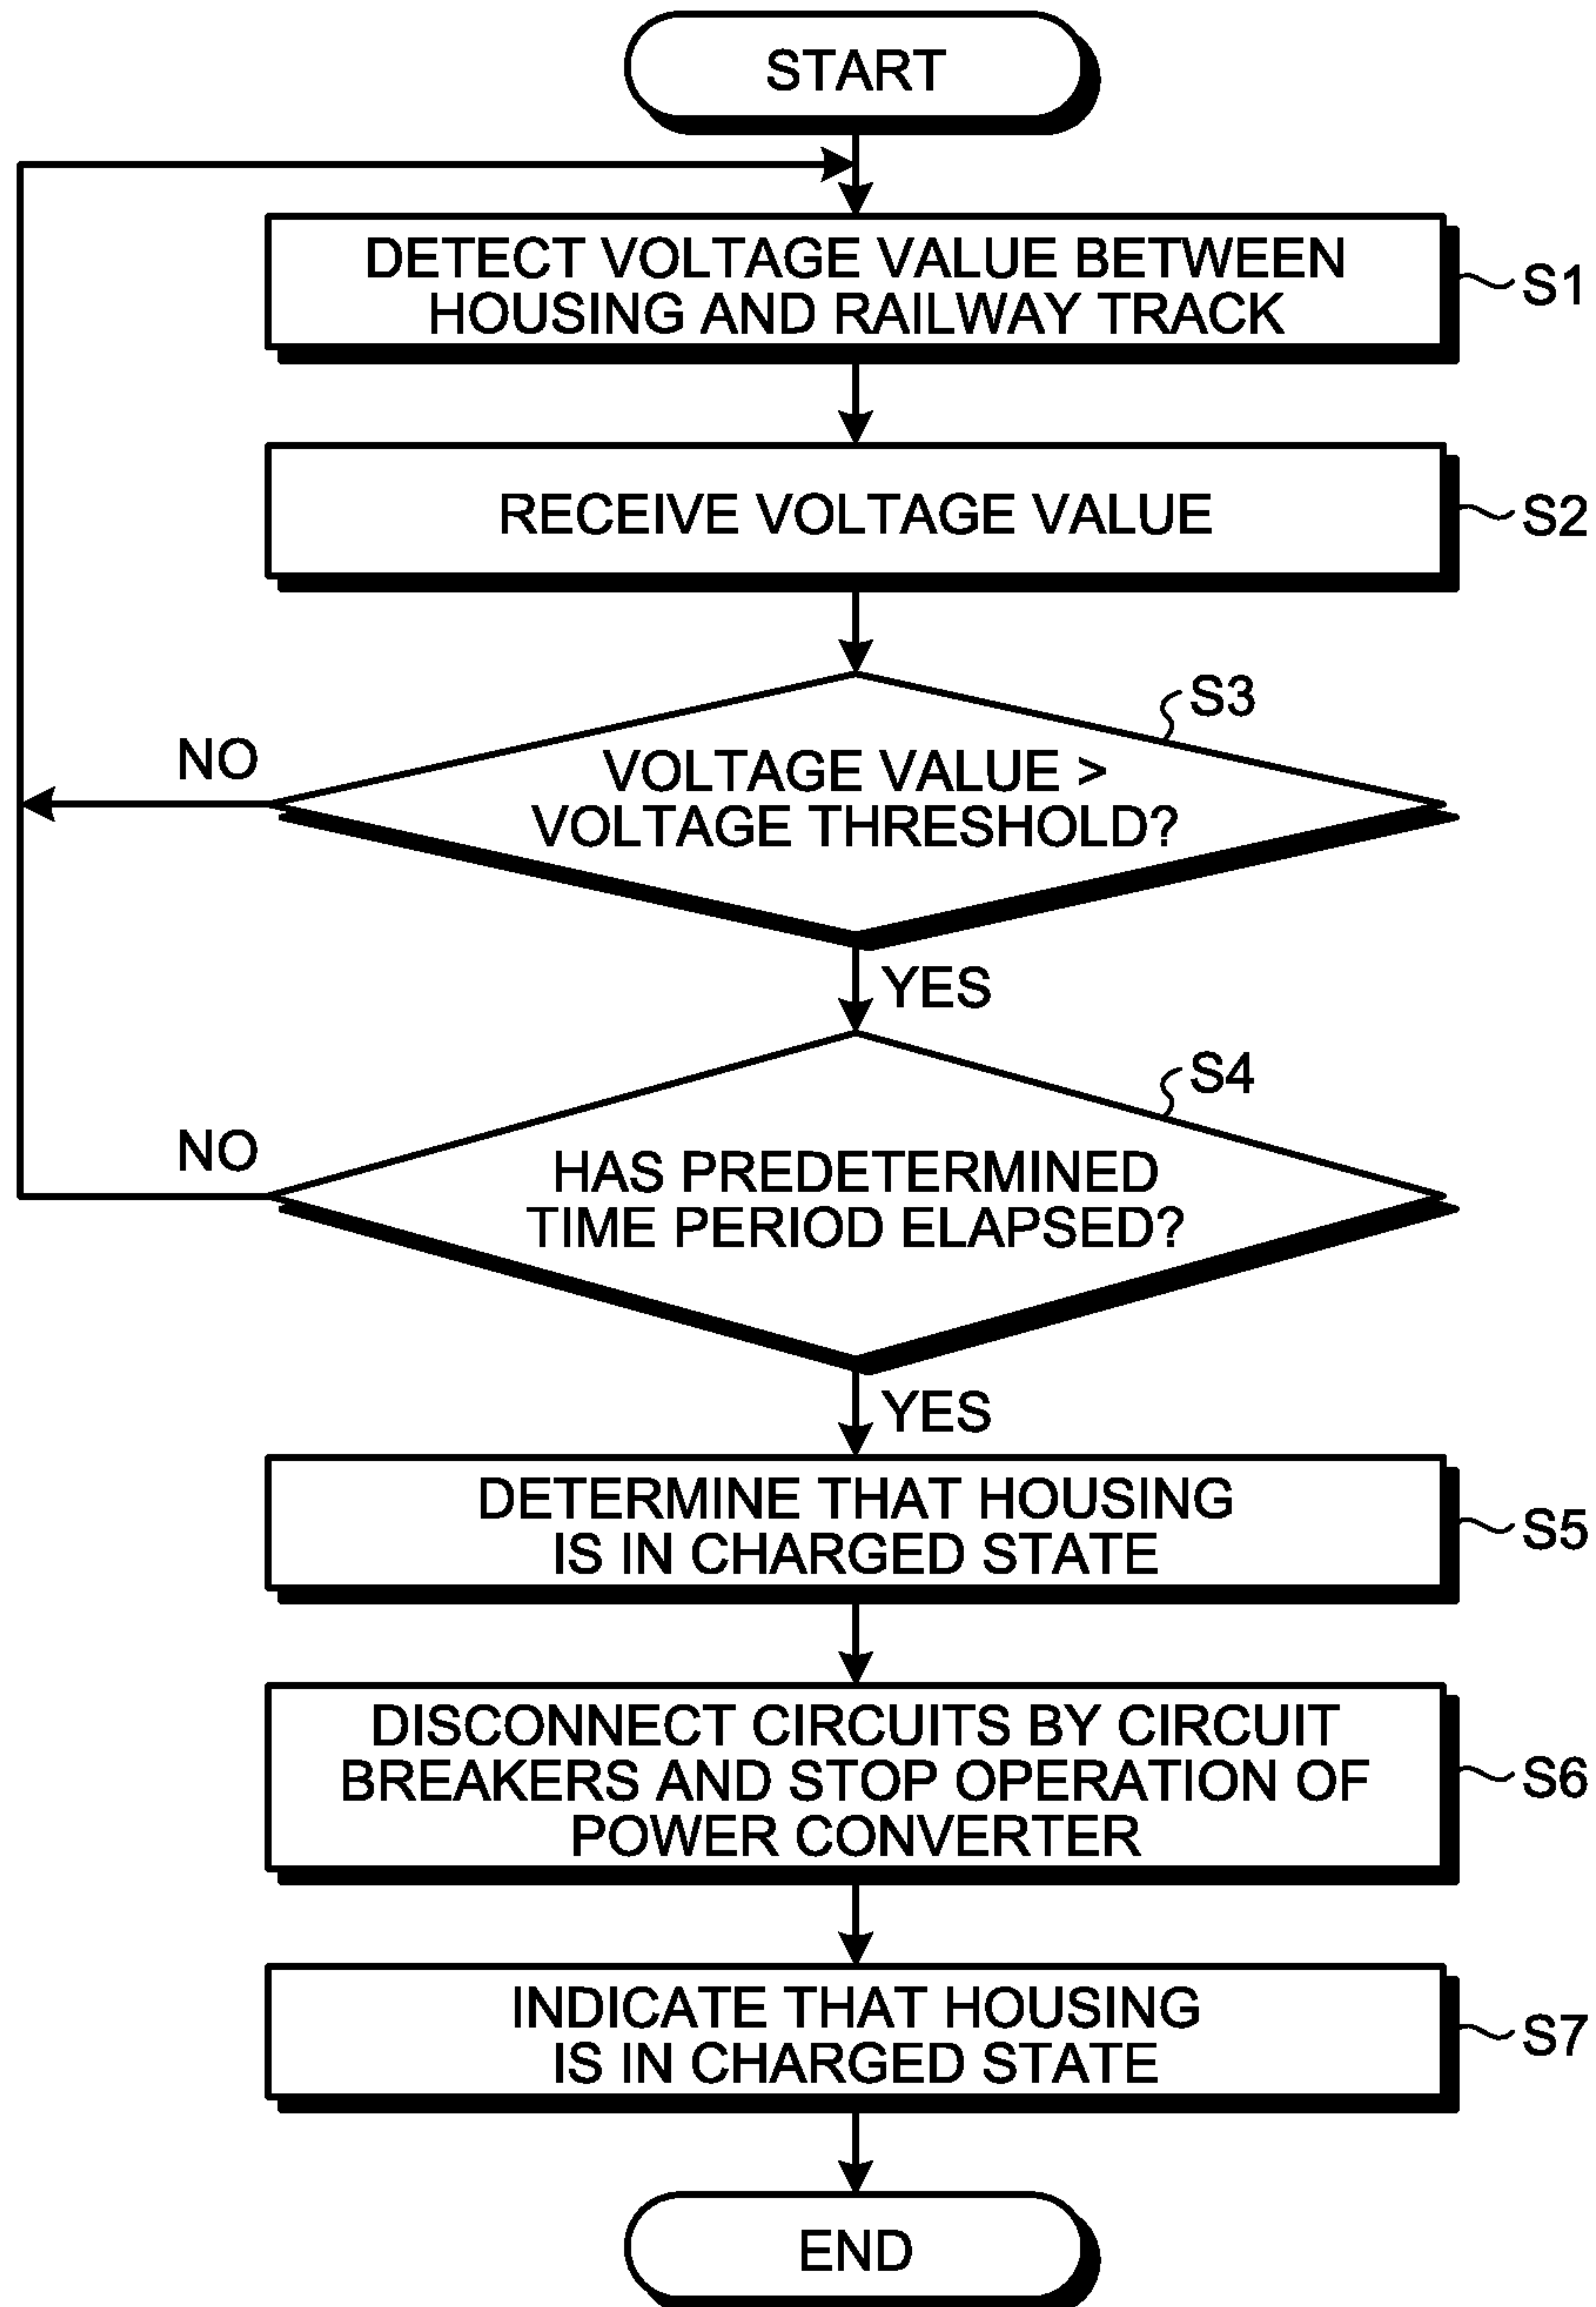 START
DETECT VOLTAGE VALUE BETWEEN
HOUSING AND RAILWAY TRACK
S1
RECEIVE VOLTAGE VALUE
S2
S3
NO
VOLTAGE VALUE >
VOLTAGE THRESHOLD?
YES
S4
NO
HAS PREDETERMINED
TIME PERIOD ELAPSED?
YES
DETERMINE THAT HOUSING
IS IN CHARGED STATE
S5
DISCONNECT CIRCUITS BY CIRCUIT
BREAKERS AND STOP OPERATION OF
POWER CONVERTER
S6
INDICATE THAT HOUSING
IS IN CHARGED STATE
S7
END